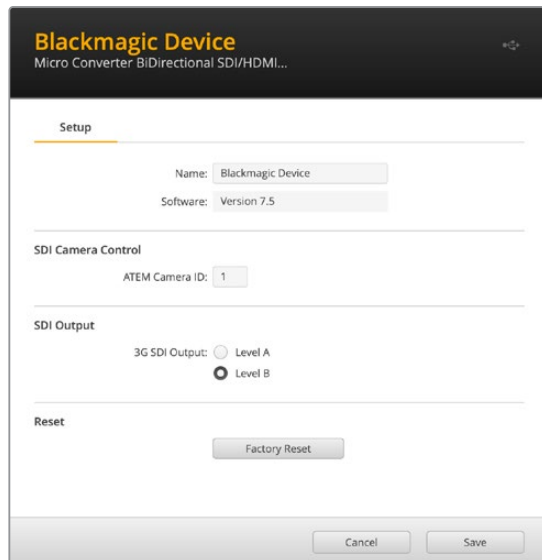 Blackmagic Device
Micro Converter BiDirectional SDI/HDMI...
Setup
Name: Blackmagic Device
Software: Version 7.5
SDI Camera Control
ATEM Camera ID: 1
SDI Output
3G SDI Output: Level A
Level B
Reset
Factory Reset
Cancel Save